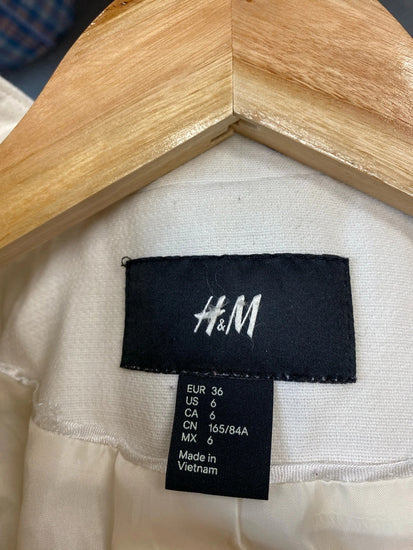 H&M
EUR 36
US 6
CA 6
CN 165/84A
MX 6
Made in
Vietnam